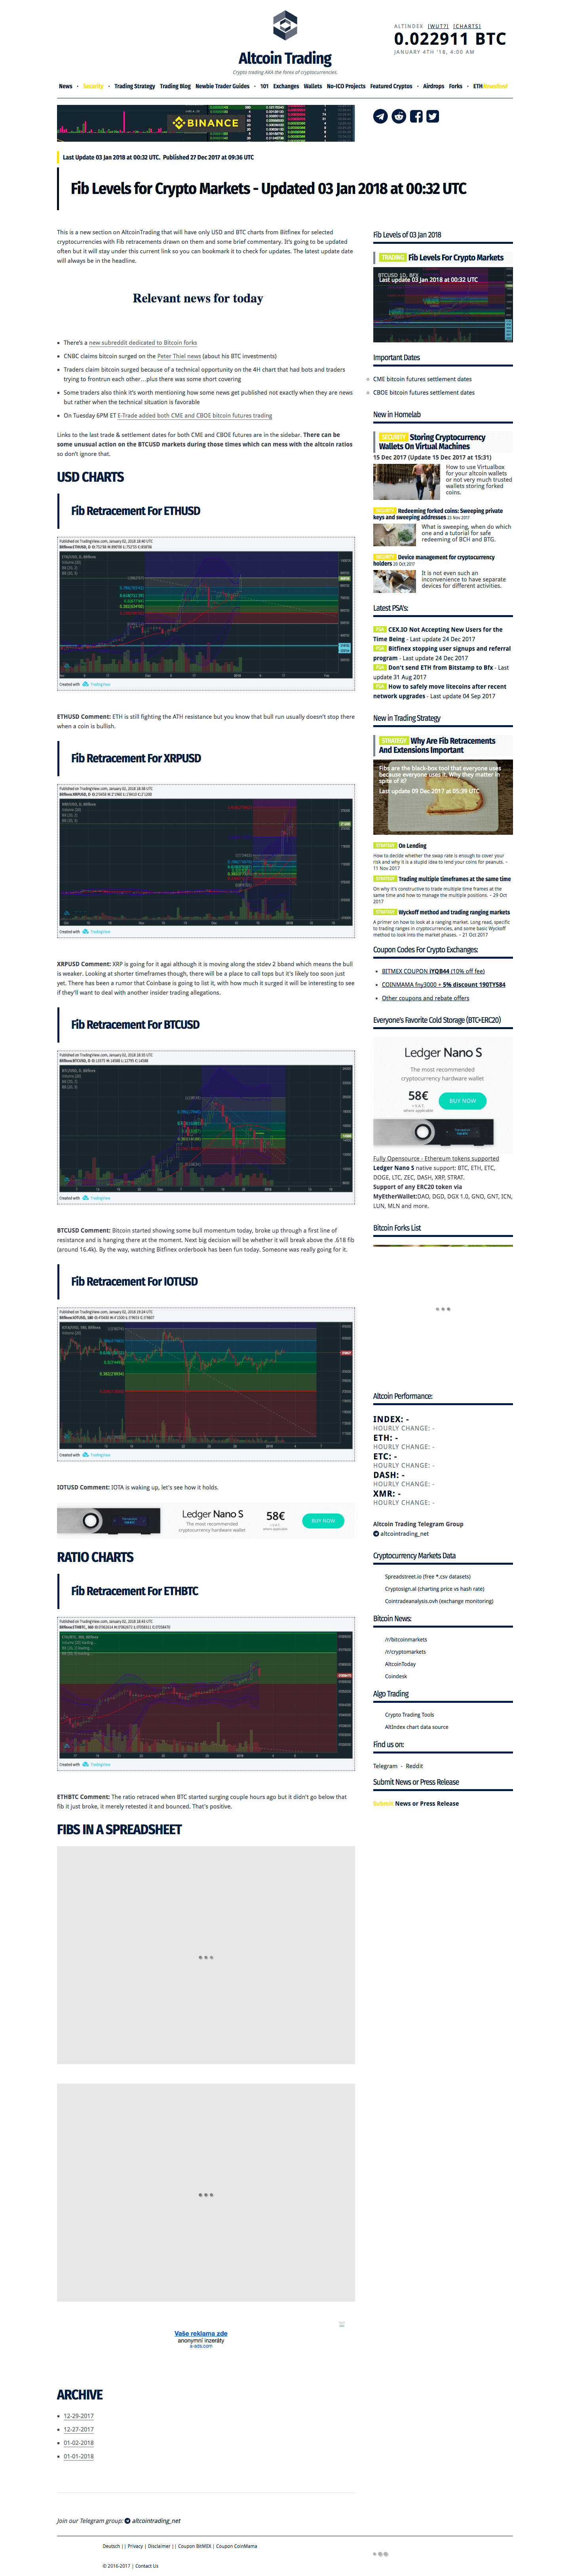 Altcoin Trading
Crypto trading AKA the forex of cryptocurrencies.
ALTINDEX [WUT?] [CHARTS]
0.022911 BTC
JANUARY 4TH '18, 4:00 AM
News • Security • Trading Strategy Trading Blog Newbie Trader Guides • 101 Exchanges Wallets No-ICO Projects Featured Cryptos • Airdrops Forks • ETH Newsfeed
BINANCE
Last Update 03 Jan 2018 at 00:32 UTC. Published 27 Dec 2017 at 09:36 UTC
Fib Levels for Crypto Markets - Updated 03 Jan 2018 at 00:32 UTC
This is a new section on AltcoinTrading that will have only USD and BTC charts from Bitfinex for selected
cryptocurrencies with Fib retracements drawn on them and some brief commentary. It's going to be updated
often but it will stay under this current link so you can bookmark it to check for updates. The latest update date
will always be in the headline.
Relevant news for today
There's a new subreddit dedicated to Bitcoin forks
CNBC claims bitcoin surged on the Peter Thiel news (about his BTC investments)
Traders claim bitcoin surged because of a technical opportunity on the 4H chart that had bots and traders
trying to frontrun each other...plus there was some short covering
Some traders also think it's worth mentioning how some news get published not exactly when they are news
but rather when the technical situation is favorable
On Tuesday 6PM ET E-Trade added both CME and CBOE bitcoin futures trading
Links to the last trade & settlement dates for both CME and CBOE futures are in the sidebar. There can be
some unusual action on the BTCUSD markets during those times which can mess with the altcoin ratios
so don't ignore that.
USD CHARTS
Fib Retracement For ETHUSD
Created with TradingView
ETHUSD Comment: ETH is still fighting the ATH resistance but you know that bull run usually doesn't stop there
when a coin is bullish.
Fib Retracement For XRPUSD
Created with TradingView
XRPUSD Comment: XRP is going for it agai although it is moving along the stdev 2 bband which means the bull
is weaker. Looking at shorter timeframes though, there will be a place to call tops but it's likely too soon just
yet. There has been a rumor that Coinbase is going to list it, with how much it surged it will be interesting to see
if they'll want to deal with another insider trading allegations.
Fib Retracement For BTCUSD
Created with TradingView
BTCUSD Comment: Bitcoin started showing some bull momentum today, broke up through a first line of
resistance and is hanging there at the moment. Next big decision will be whether it will break above the .618 fib
(around 16.4k). By the way, watching Bitfinex orderbook has been fun today. Someone was really going for it.
Fib Retracement For IOTUSD
Created with TradingView
IOTUSD Comment: IOTA is waking up, let's see how it holds.
Ledger Nano S
The most recommended
cryptocurrency hardware wallet
58€
BUY NOW
RATIO CHARTS
Fib Retracement For ETHBTC
Created with TradingView
ETHBTC Comment: The ratio retraced when BTC started surging couple hours ago but it didn't go below that
fib it just broke, it merely retested it and bounced. That's positive.
FIBS IN A SPREADSHEET
Vaše reklama zde
anonymní inzeráty
a-ads.com
ARCHIVE
12-29-2017
12-27-2017
01-02-2018
01-01-2018
Join our Telegram group: altcointrading_net
Fib Levels of 03 Jan 2018
TRADING Fib Levels For Crypto Markets
Last update 03 Jan 2018 at 00:32 UTC
Important Dates
CME bitcoin futures settlement dates
CBOE bitcoin futures settlement dates
New in Homelab
SECURITY Storing Cryptocurrency
Wallets On Virtual Machines
15 Dec 2017 (Update 15 Dec 2017 at 15:31)
How to use Virtualbox
for your altcoin wallets
or not very much trusted
wallets storing forked
coins.
SECURITY Redeeming forked coins: Sweeping private
keys and sweeping addresses 23 Nov 2017
What is sweeping, when do which
one and a tutorial for safe
redeeming of BCH and BTG.
SECURITY Device management for cryptocurrency
holders 20 Oct 2017
It is not even such an
inconvenience to have separate
devices for different activities.
Latest PSA's:
PSA CEX.IO Not Accepting New Users for the
Time Being - Last update 24 Dec 2017
PSA Bitfinex stopping user signups and referral
program - Last update 24 Dec 2017
PSA Don't send ETH from Bitstamp to Bfx - Last
update 31 Aug 2017
PSA How to safely move litecoins after recent
network upgrades - Last update 04 Sep 2017
New in Trading Strategy
STRATEGY Why Are Fib Retracements
And Extensions Important
Fibs are the black-box tool that everyone uses
because everyone uses it. Why they matter in
spite of it?
Last update 09 Dec 2017 at 05:39 UTC
STRATEGY On Lending
How to decide whether the swap rate is enough to cover your
risk and why it is a stupid idea to lend your coins for peanuts. -
11 Nov 2017
STRATEGY Trading multiple timeframes at the same time
On why it's constructive to trade multiple time frames at the
same time and how to manage the multiple positions. - 29 Oct
2017
STRATEGY Wyckoff method and trading ranging markets
A primer on how to look at a ranging market. Long read, specific
to trading ranges in cryptocurrencies, and some basic Wyckoff
method to look into the market phases. - 21 Oct 2017
Coupon Codes For Crypto Exchanges:
BITMEX COUPON iYQB44 (10% off fee)
COINMAMA fny3000 + 5% discount 190TY584
Other coupons and rebate offers
Everyone's Favorite Cold Storage (BTC+ERC20)
Ledger Nano S
The most recommended
cryptocurrency hardware wallet
58€
+ V.A.T.
where applicable
BUY NOW
Fully Opensource - Ethereum tokens supported
Ledger Nano S native support: BTC, ETH, ETC,
DOGE, LTC, ZEC, DASH, XRP, STRAT.
Support of any ERC20 token via
MyEtherWallet:DAO, DGD, DGX 1.0, GNO, GNT, ICN,
LUN, MLN and more.
Bitcoin Forks List
Altcoin Performance:
INDEX: -
HOURLY CHANGE: -
ETH: -
HOURLY CHANGE: -
ETC: -
HOURLY CHANGE: -
DASH: -
HOURLY CHANGE: -
XMR: -
HOURLY CHANGE: -
Altcoin Trading Telegram Group
altcointrading_net
Cryptocurrency Markets Data
Spreadstreet.io (free *.csv datasets)
Cryptosign.al (charting price vs hash rate)
Cointradeanalysis.ovh (exchange monitoring)
Bitcoin News:
/r/bitcoinmarkets
/r/cryptomarkets
AltcoinToday
Coindesk
Algo Trading
Crypto Trading Tools
AltIndex chart data source
Find us on:
Telegram - Reddit
Submit News or Press Release
Submit News or Press Release
Deutsch || Privacy | Disclaimer || Coupon BitMEX | Coupon CoinMama
© 2016-2017 | Contact Us